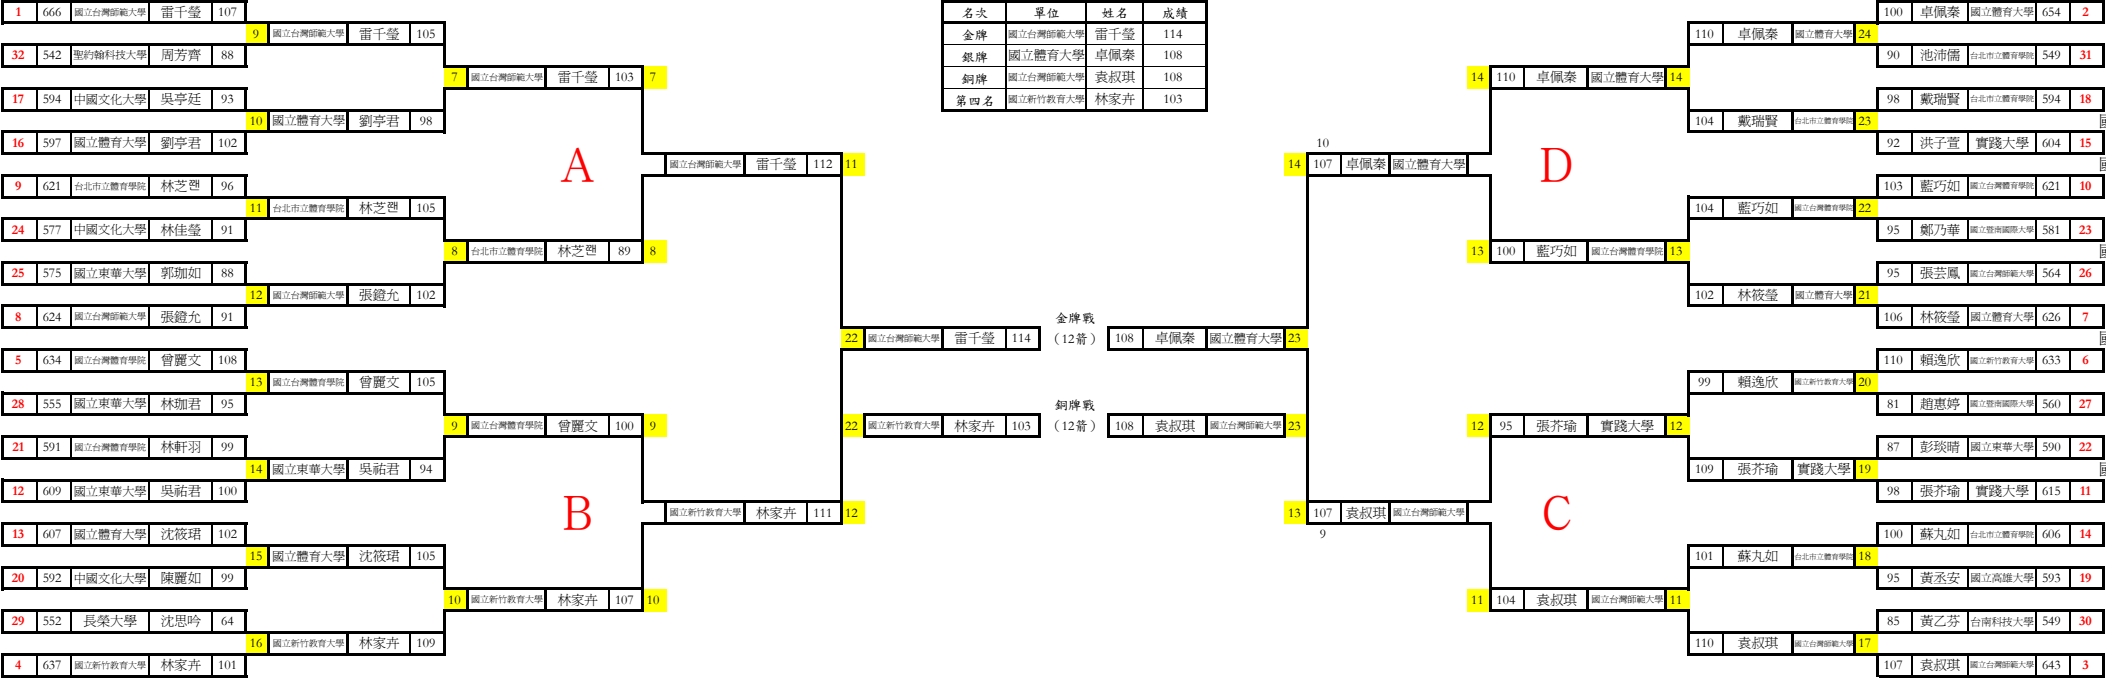 1 666 國立台灣師範大學 雷千瑩 107
9 國立台灣師範大學 雷千瑩 105
32 542 聖約翰科技大學 周芳齊 88
7 國立台灣師範大學 雷千瑩 103 7
17 594 中國文化大學 吳亭廷 93
10 國立體育大學 劉亭君 98
16 597 國立體育大學 劉亭君 102
A
國立台灣師範大學 雷千瑩 112 11
9 621 台北市立體育學院 96
11 台北市立體育學院 105
24 577 中國文化大學 林佳瑩 91
8 台北市立體育學院 89 8
25 575 國立東華大學 郭珈如 88
12 國立台灣師範大學 張鐙允 102
8 624 國立台灣師範大學 張鐙允 91
22 國立台灣師範大學 雷千瑩 114
5 634 國立台灣體育學院 曾麗文 108
13 國立台灣體育學院 曾麗文 105
28 555 國立東華大學 林珈君 95
9 國立台灣體育學院 曾麗文 100 9
22 國立新竹教育大學 林家卉 103
21 591 國立台灣體育學院 林軒羽 99
14 國立東華大學 吳祐君 94
12 609 國立東華大學 吳祐君 100
B
國立新竹教育大學 林家卉 111 12
13 607 國立體育大學 沈筱珺 102
15 國立體育大學 沈筱珺 105
20 592 中國文化大學 陳麗如 99
10 國立新竹教育大學 林家卉 107 10
29 552 長榮大學 沈思吟 64
16 國立新竹教育大學 林家卉 109
4 637 國立新竹教育大學 林家卉 101
名次 單位 姓名 成績
金牌 國立台灣師範大學 雷千瑩 114
銀牌 國立體育大學 卓佩秦 108
銅牌 國立台灣師範大學 袁叔琪 108
第四名 國立新竹教育大學 林家卉 103
金牌戰
(12箭)
銅牌戰
(12箭)
100 卓佩秦 國立體育大學 654 2
110 卓佩秦 國立體育大學 24
90 池沛儒 台北市立體育學院 549 31
14 110 卓佩秦 國立體育大學 14
98 戴瑞賢 台北市立體育學院 594 18
104 戴瑞賢 台北市立體育學院 23
92 洪子萱 實踐大學 604 15
10
14 107 卓佩秦 國立體育大學
D
103 藍巧如 國立台灣體育學院 621 10
104 藍巧如 國立台灣體育學院 22
95 鄭乃華 國立暨南國際大學 581 23
13 100 藍巧如 國立台灣體育學院 13
95 張芸鳳 國立台灣師範大學 564 26
102 林筱瑩 國立體育大學 21
106 林筱瑩 國立體育大學 626 7
108 卓佩秦 國立體育大學 23
110 賴逸欣 國立新竹教育大學 633 6
99 賴逸欣 國立新竹教育大學 20
81 趙惠婷 國立暨南國際大學 560 27
12 95 張芥瑜 實踐大學 12
108 袁叔琪 國立台灣師範大學 23
87 彭琰晴 國立東華大學 590 22
109 張芥瑜 實踐大學 19
98 張芥瑜 實踐大學 615 11
C
13 107 袁叔琪 國立台灣師範大學
9
100 蘇丸如 台北市立體育學院 606 14
101 蘇丸如 台北市立體育學院 18
95 黃丞安 國立高雄大學 593 19
11 104 袁叔琪 國立台灣師範大學 11
85 黃乙芬 台南科技大學 549 30
110 袁叔琪 國立台灣師範大學 17
107 袁叔琪 國立台灣師範大學 643 3